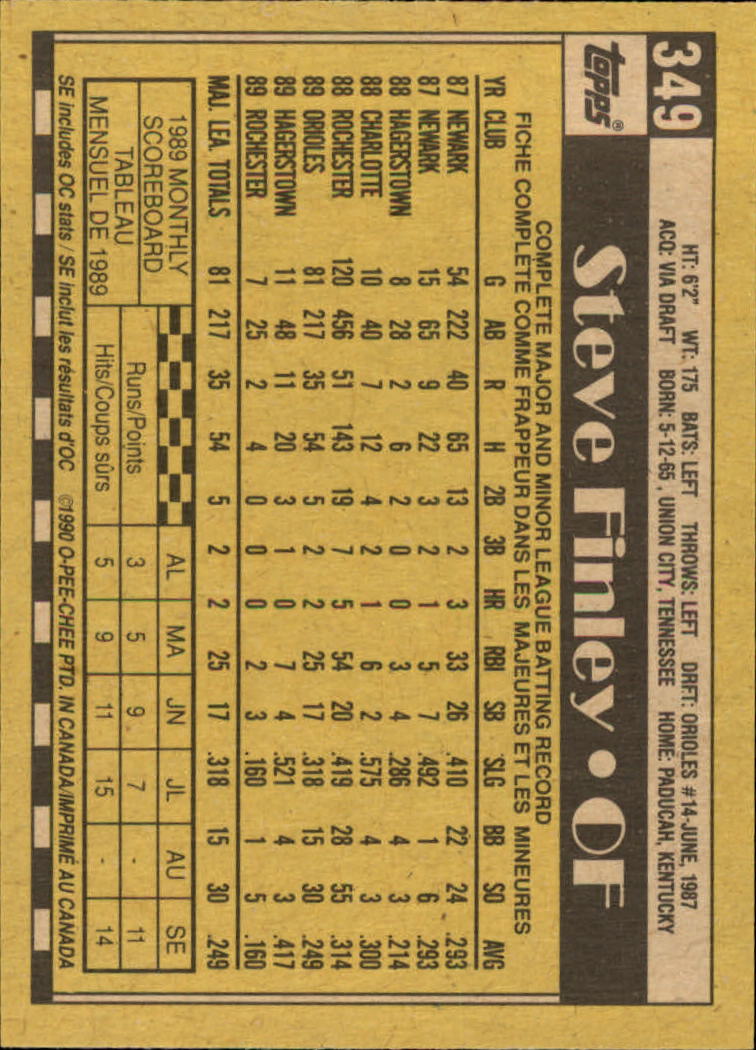 349
HT: 6'2" WT: 175 BATS: LEFT THROWS: LEFT DRFT: ORIOLES #14-JUNE, 1987
ACQ: VIA DRAFT BORN: 5-12-65, UNION CITY, TENNESSEE HOME: PADUCAH, KENTUCKY
topps®
Steve Finley • OF
COMPLETE MAJOR AND MINOR LEAGUE BATTING RECORD
FICHE COMPLETE COMME FRAPPEUR DANS LES MAJEURES ET LES MINEURES
YR CLUB G AB R H 2B 3B HR RBI SB SLG BB SO AVG
87 NEWARK 54 222 40 65 13 2 3 33 26 .410 22 24 .293
87 NEWARK 15 65 9 22 3 2 1 5 7 .492 1 6 .293
88 HAGERSTOWN 8 28 2 6 2 0 0 3 4 .286 4 3 .214
88 CHARLOTTE 10 40 7 12 4 2 1 6 2 .575 4 3 .300
88 ROCHESTER 120 456 51 143 19 7 5 54 20 .419 28 55 .314
89 ORIOLES 81 217 35 54 5 2 2 25 17 .318 15 30 .249
89 HAGERSTOWN 11 48 11 20 3 1 0 7 4 .521 4 3 .417
89 ROCHESTER 7 25 2 4 0 0 0 2 3 .160 1 5 .160
MAJ. LEA. TOTALS 81 217 35 54 5 2 2 25 17 .318 15 30 .249
1989 MONTHLY
SCOREBOARD
TABLEAU
MENSUEL DE 1989
AL MA JN JL AU SE
Runs/Points 3 5 9 7 - 11
Hits/Coups sûrs 5 9 11 15 - 14
SE includes OC stats / SE inclut les résultats d'OC ©1990 O-PEE-CHEE PTD. IN CANADA/IMPRIMÉ AU CANADA